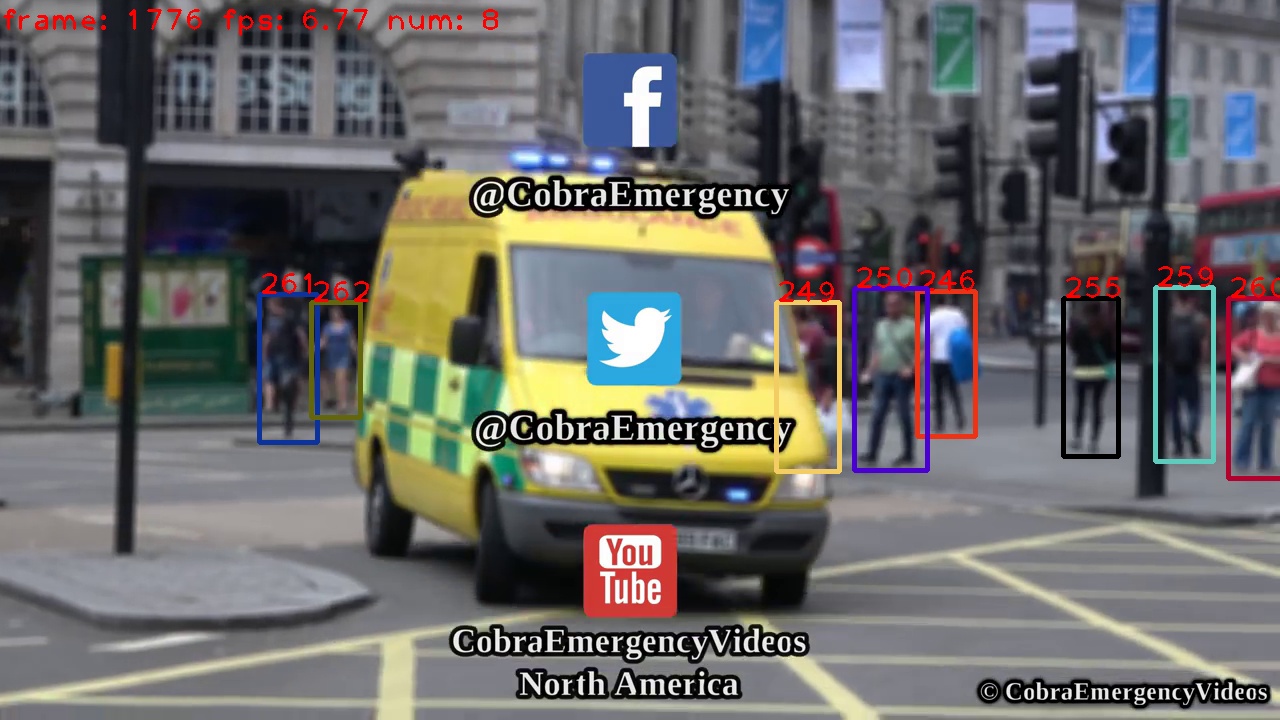 frame: 1776 fps: 6.77 num: 8
f
@CobraEmergency
AMBULANCE
261
262
249
250
246
255
259
260
@CobraEmergency
You
Tube
CobraEmergencyVideos
North America
© CobraEmergencyVideos